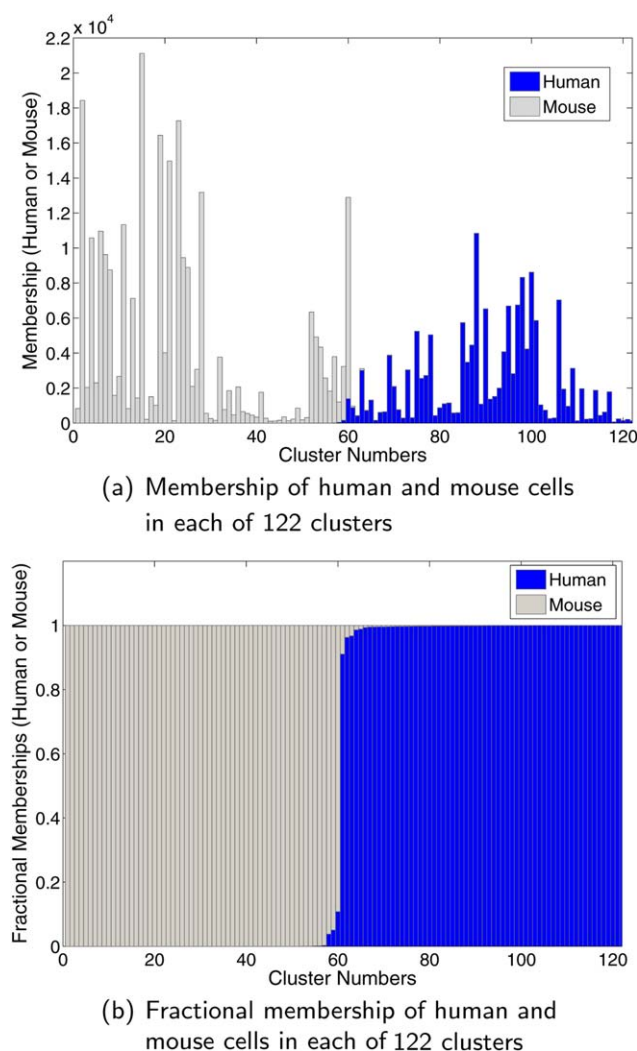 x 10⁴
2.2
2
1.8
1.6
1.4
1.2
1
0.8
0.6
0.4
0.2
0
Membership (Human or Mouse)
Human
Mouse
0 20 40 60 80 100 120
Cluster Numbers
(a) Membership of human and mouse cells
in each of 122 clusters
Fractional Memberships (Human or Mouse)
Human
Mouse
1
0.8
0.6
0.4
0.2
0
0 20 40 60 80 100 120
Cluster Numbers
(b) Fractional membership of human and
mouse cells in each of 122 clusters